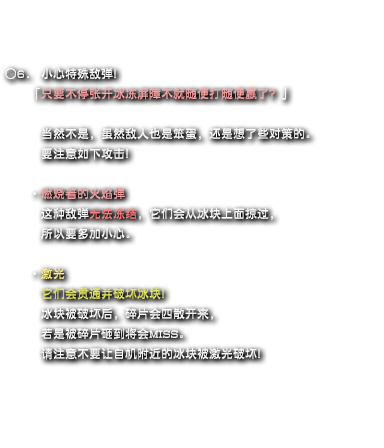 ○6. 小心特殊敌弹!
「只要不停张开冰冻屏障不就随便打随便赢了？」
当然不是，虽然敌人也是笨蛋，还是想了些对策的。
要注意如下攻击!
・燃烧着的火焰弹
这种敌弹无法冻结，它们会从冰块上面掠过，
所以要多加小心。
・激光
它们会贯通并破坏冰块!
冰块被破坏后，碎片会四散开来，
若是被碎片砸到将会MISS。
请注意不要让自机附近的冰块被激光破坏!